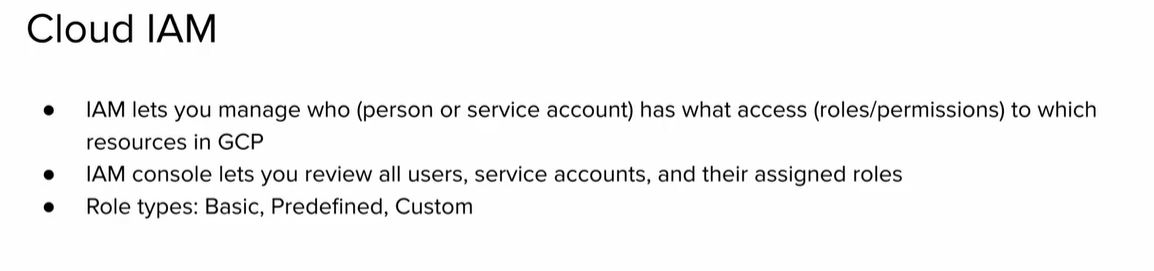 Cloud IAM
● IAM lets you manage who (person or service account) has what access (roles/permissions) to which
resources in GCP
● IAM console lets you review all users, service accounts, and their assigned roles
● Role types: Basic, Predefined, Custom